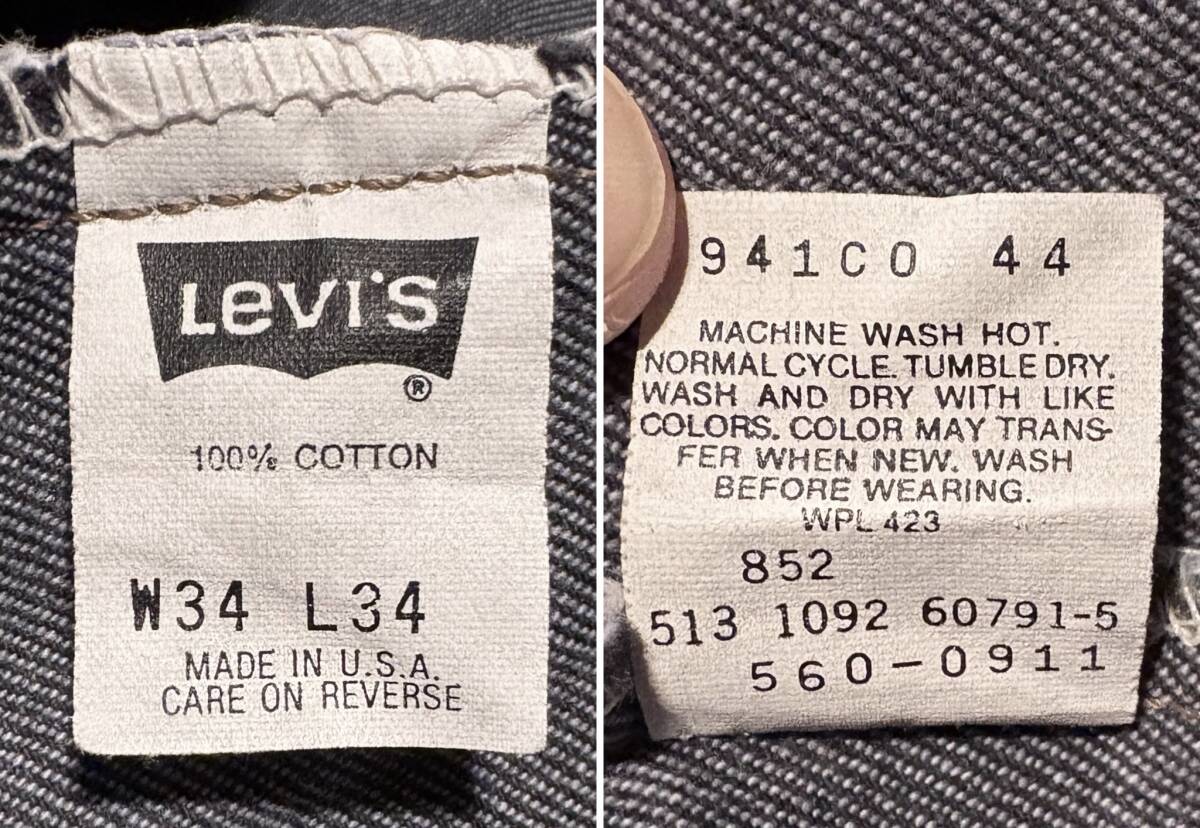 Levi's
®
100% COTTON
W34 L34
MADE IN U.S.A.
CARE ON REVERSE
941C0 44
MACHINE WASH HOT.
NORMAL CYCLE. TUMBLE DRY.
WASH AND DRY WITH LIKE
COLORS. COLOR MAY TRANS-
FER WHEN NEW. WASH
BEFORE WEARING.
WPL 423
852
513 1092 60791-5
560-0911